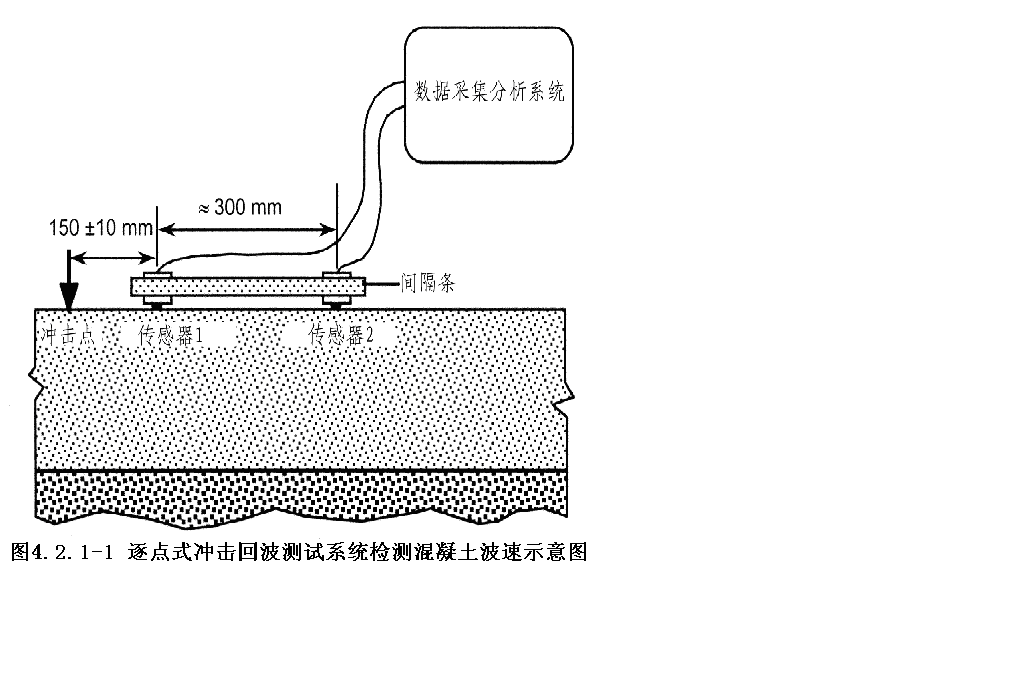 数据采集分析系统
≈ 300 mm
150 ±10 mm
间隔条
冲击点 传感器1 传感器2
图4.2.1-1 逐点式冲击回波测试系统检测混凝土波速示意图